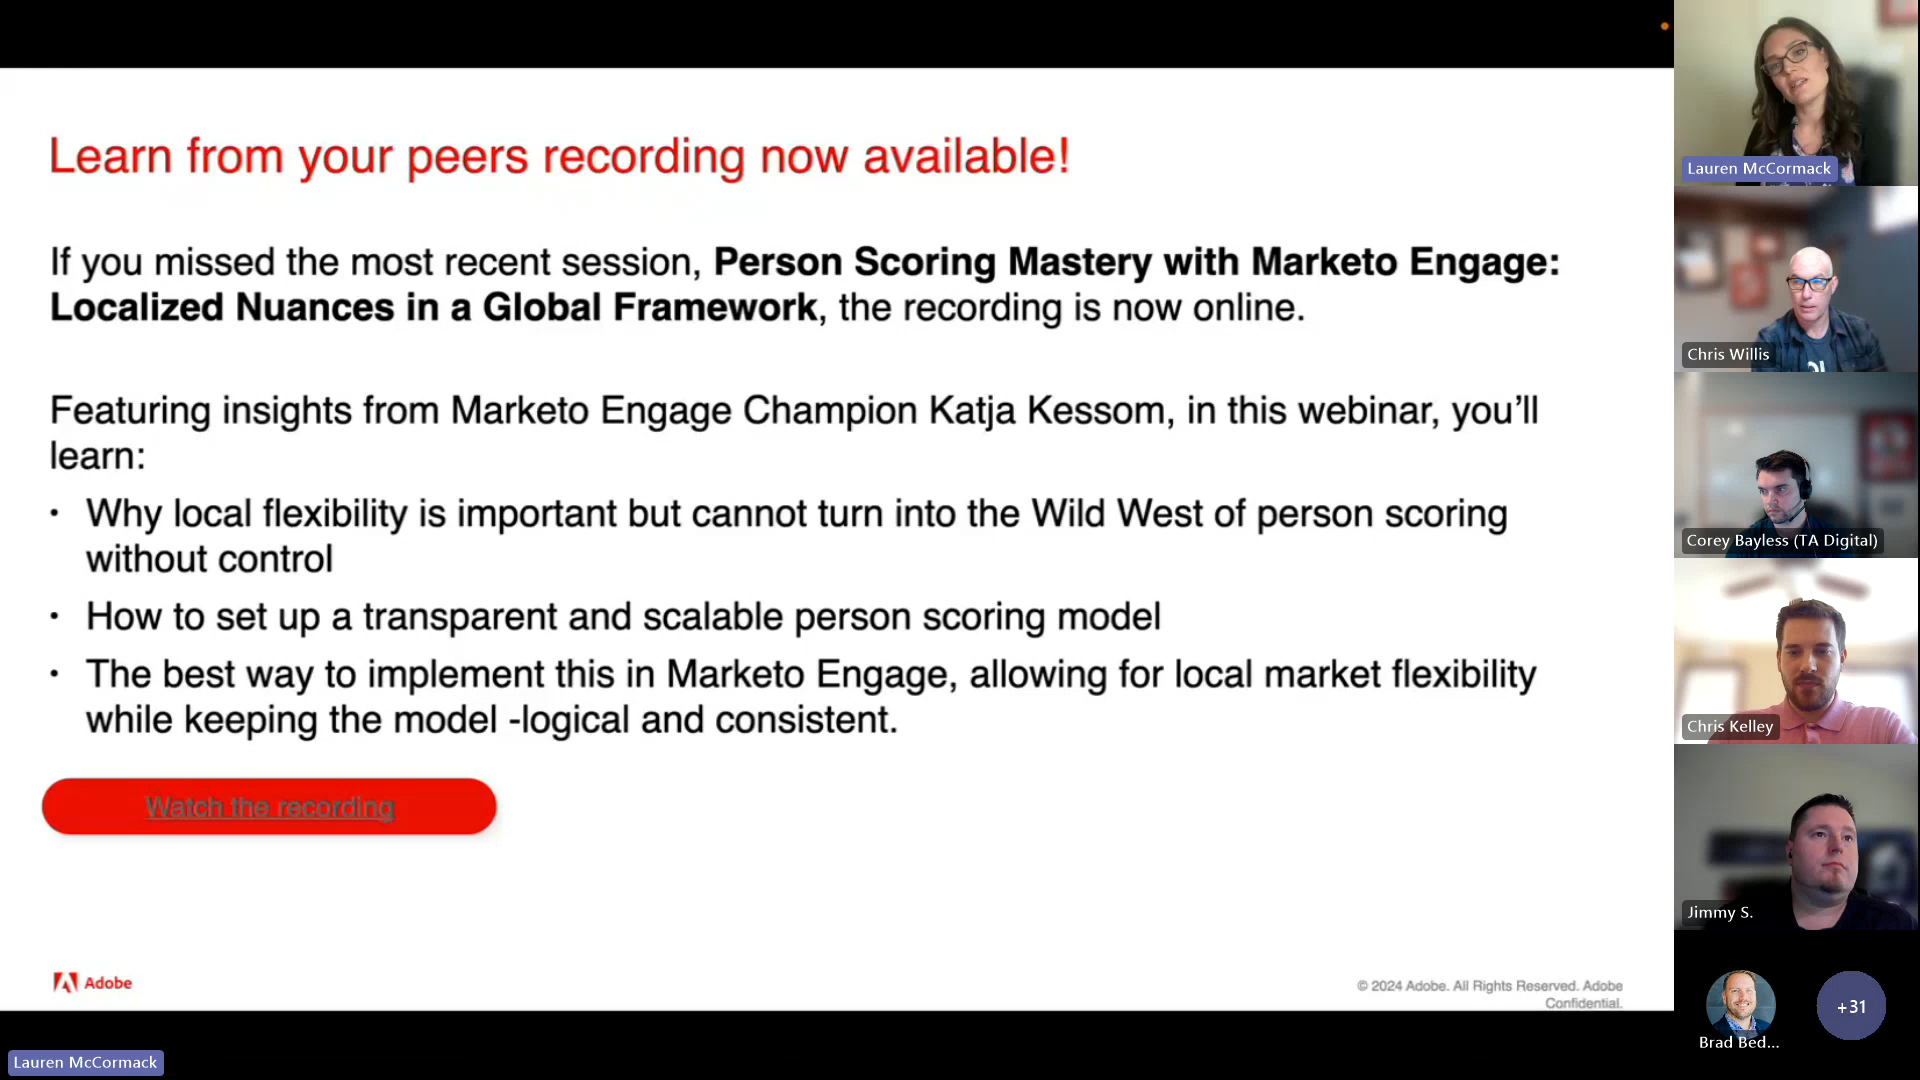 Learn from your peers recording now available!
If you missed the most recent session, Person Scoring Mastery with Marketo Engage:
Localized Nuances in a Global Framework, the recording is now online.
Featuring insights from Marketo Engage Champion Katja Kessom, in this webinar, you’ll
learn:
• Why local flexibility is important but cannot turn into the Wild West of person scoring
without control
• How to set up a transparent and scalable person scoring model
• The best way to implement this in Marketo Engage, allowing for local market flexibility
while keeping the model -logical and consistent.
Watch the recording
Adobe
© 2024 Adobe. All Rights Reserved. Adobe
Confidential.
Lauren McCormack
Lauren McCormack
Chris Willis
Corey Bayless (TA Digital)
Chris Kelley
Jimmy S.
Brad Bed...
+31